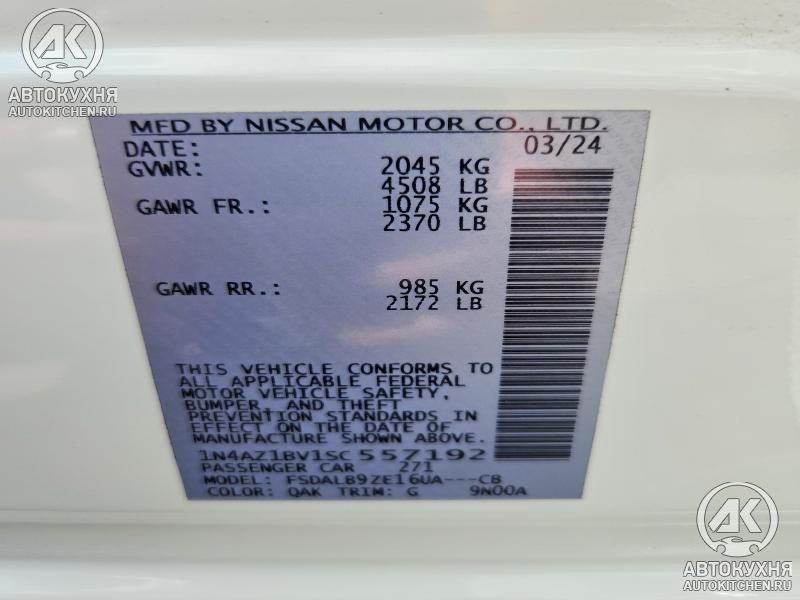 AK
АВТОКУХНЯ
AUTOKITCHEN.RU
MFD BY NISSAN MOTOR CO., LTD.
DATE: 03/24
GVWR: 2045 KG
4508 LB
GAWR FR.: 1075 KG
2370 LB
GAWR RR.: 985 KG
2172 LB
THIS VEHICLE CONFORMS TO
ALL APPLICABLE FEDERAL
MOTOR VEHICLE SAFETY,
BUMPER, AND THEFT
PREVENTION STANDARDS IN
EFFECT ON THE DATE OF
MANUFACTURE SHOWN ABOVE.
1N4AZ1BV1SC557192
PASSENGER CAR 271
MODEL: FSDALB9ZE16UA---CB
COLOR: QAK TRIM: G 9N00A
AK
АВТОКУХНЯ
AUTOKITCHEN.RU